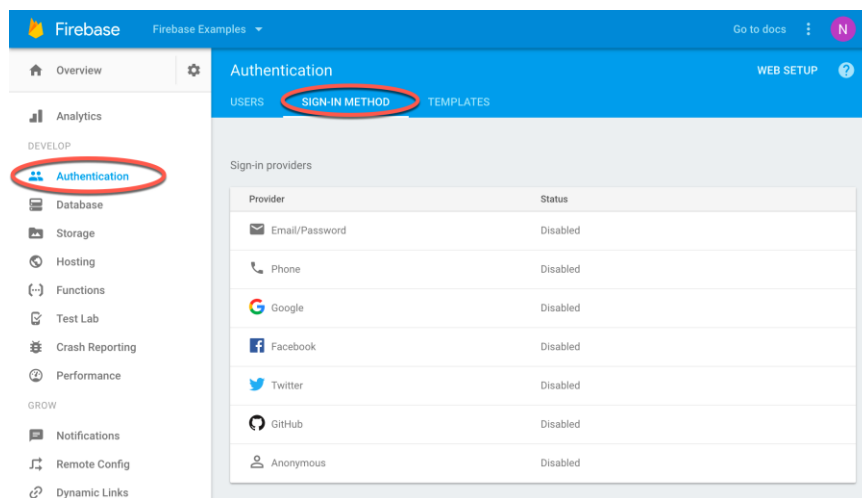 Firebase
Firebase Examples
Go to docs
N
Overview
Authentication
WEB SETUP
?
USERS
SIGN-IN METHOD
TEMPLATES
Analytics
DEVELOP
Authentication
Database
Storage
Hosting
Functions
Test Lab
Crash Reporting
Performance
GROW
Notifications
Remote Config
Dynamic Links
Sign-in providers
Provider Status
Email/Password Disabled
Phone Disabled
Google Disabled
Facebook Disabled
Twitter Disabled
GitHub Disabled
Anonymous Disabled